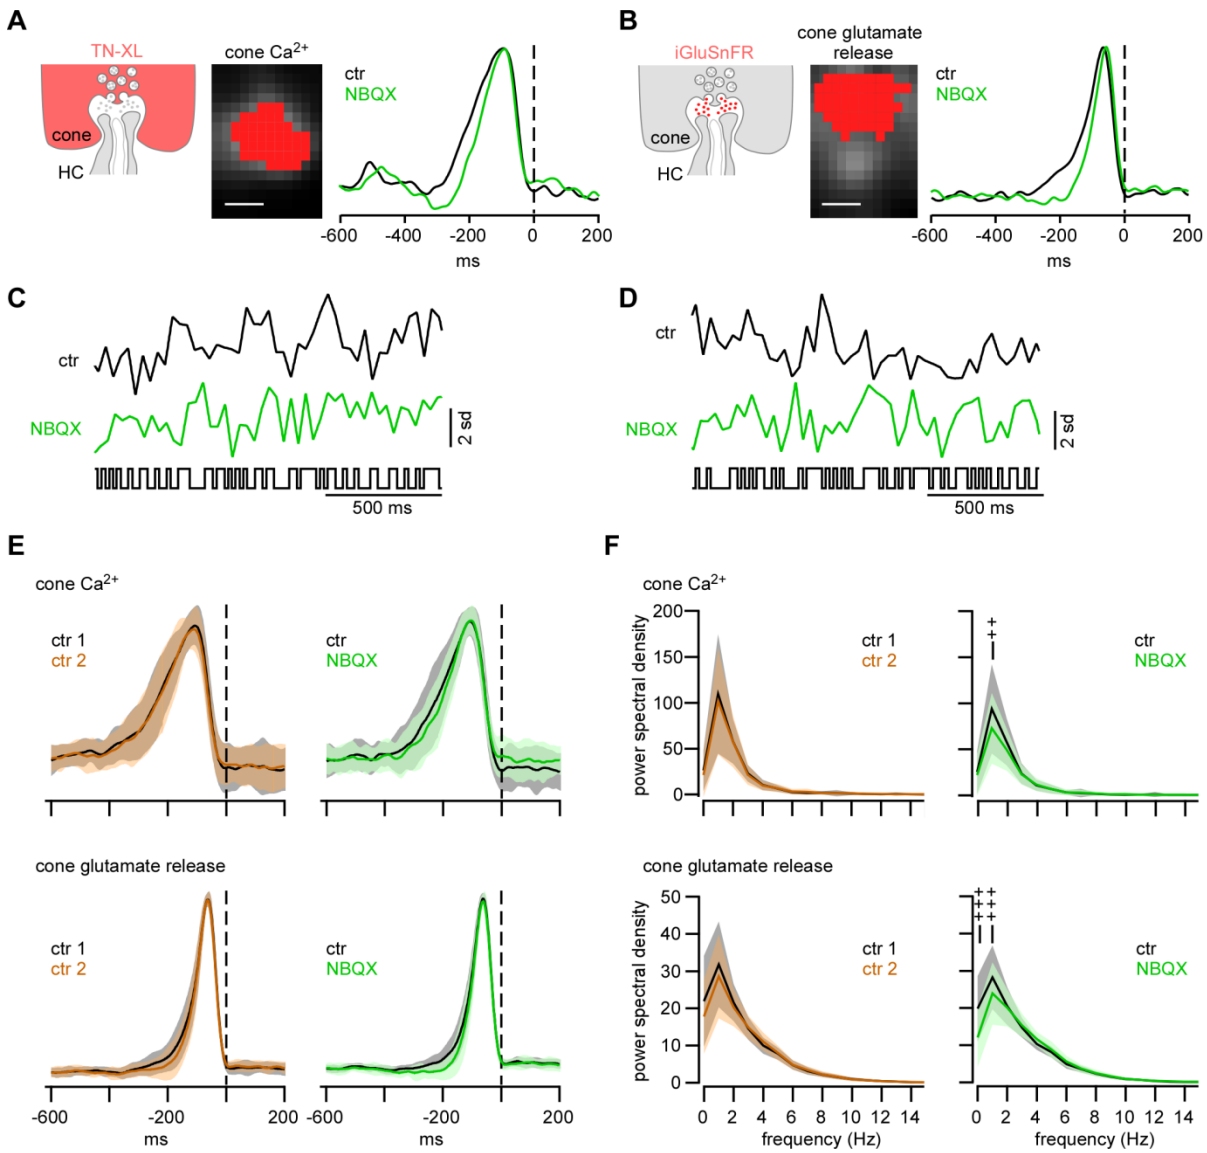 A
TN-XL
cone Ca²⁺
cone
HC
ctr
NBQX
-600 -400 -200 0 200
ms
B
iGluSnFR
cone glutamate
release
cone
HC
ctr
NBQX
-600 -400 -200 0 200
ms
C
ctr
NBQX
2 sd
500 ms
D
ctr
NBQX
2 sd
500 ms
E
cone Ca²⁺
ctr 1
ctr 2
ctr
NBQX
cone glutamate release
ctr 1
ctr 2
ctr
NBQX
-600 -200 0 200
ms
-600 -200 0 200
ms
F
cone Ca²⁺
power spectral density
200
150
100
50
0
ctr 1
ctr 2
++
ctr
NBQX
cone glutamate release
power spectral density
50
40
30
20
10
0
ctr 1
ctr 2
+++ +++
ctr
NBQX
0 2 4 6 8 10 12 14
frequency (Hz)
0 2 4 6 8 10 12 14
frequency (Hz)